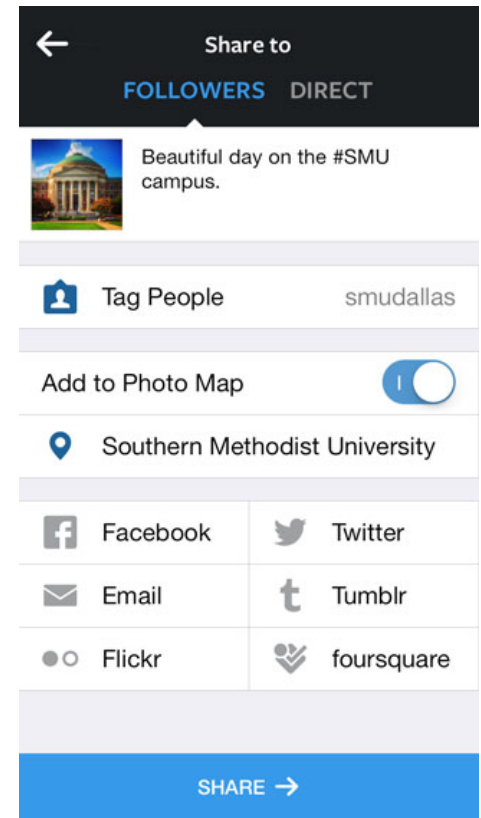 Share to
FOLLOWERS DIRECT
Beautiful day on the #SMU
campus.
Tag People smudallas
Add to Photo Map
Southern Methodist University
Facebook Twitter
Email Tumblr
Flickr foursquare
SHARE →